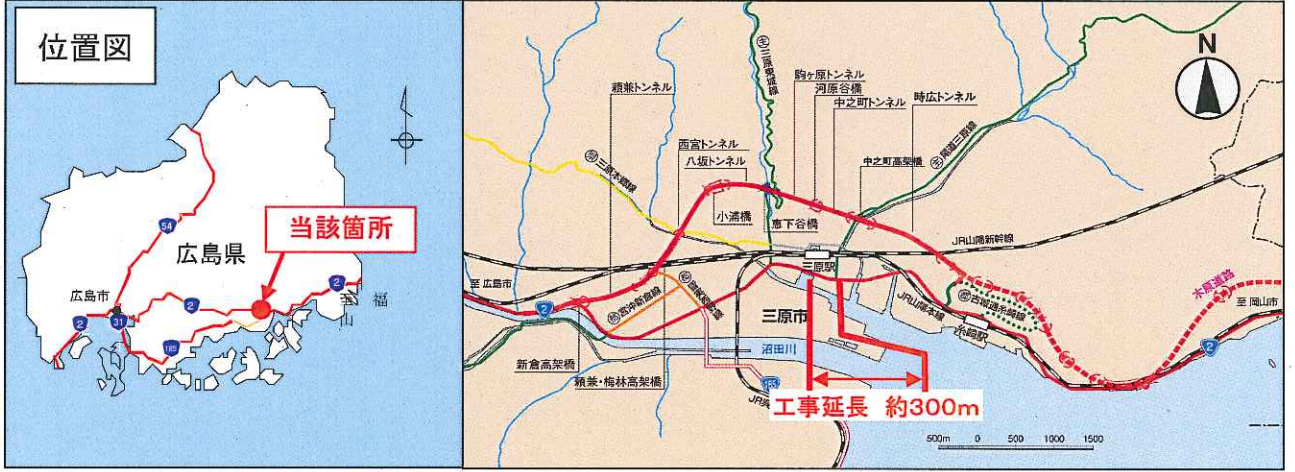 位置図
当該箇所
広島県
広島市
54
2
2
2
31
185
至
福
山
N
㊤三原東城線
駒ヶ原トンネル
河原谷橋
中之町トンネル
時広トンネル
頼兼トンネル
西宮トンネル
八坂トンネル
尾道三原線
三原本郷線
中之町高架橋
小浦橋
恵下谷橋
JR山陽新幹線
三原駅
至 広島市
2
宮沖新倉線
古城通糸崎線
木原道路
至 岡山市
JR山陽本線
糸崎駅
三原市
沼田川
2
新倉高架橋
頼兼・梅林高架橋
185
JR呉
工事延長 約300m
500m 0 500 1000 1500